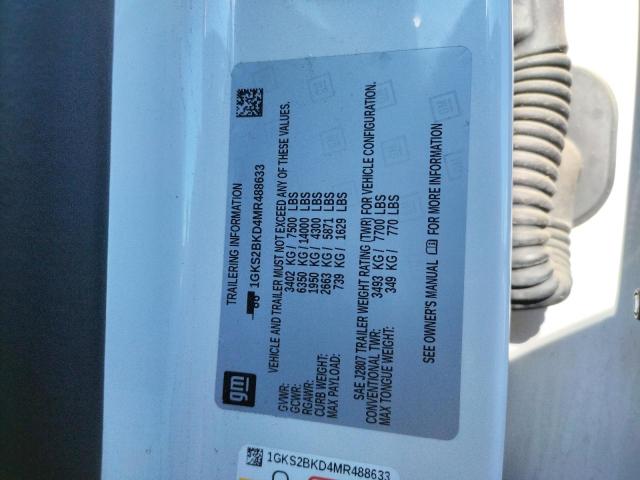 gm
TRAILERING INFORMATION
1GKS2BKD4MR488633
VEHICLE AND TRAILER MUST NOT EXCEED ANY OF THESE VALUES.
GVWR: 3402 KG / 7500 LBS
GCWR: 6350 KG / 14000 LBS
RGAWR: 1950 KG / 4300 LBS
CURB WEIGHT: 2663 KG / 5871 LBS
MAX PAYLOAD: 739 KG / 1629 LBS
SAE J2807 TRAILER WEIGHT RATING (TWR) FOR VEHICLE CONFIGURATION.
CONVENTIONAL TWR: 3493 KG / 7700 LBS
MAX TONGUE WEIGHT: 349 KG / 770 LBS
SEE OWNER'S MANUAL FOR MORE INFORMATION
1GKS2BKD4MR488633